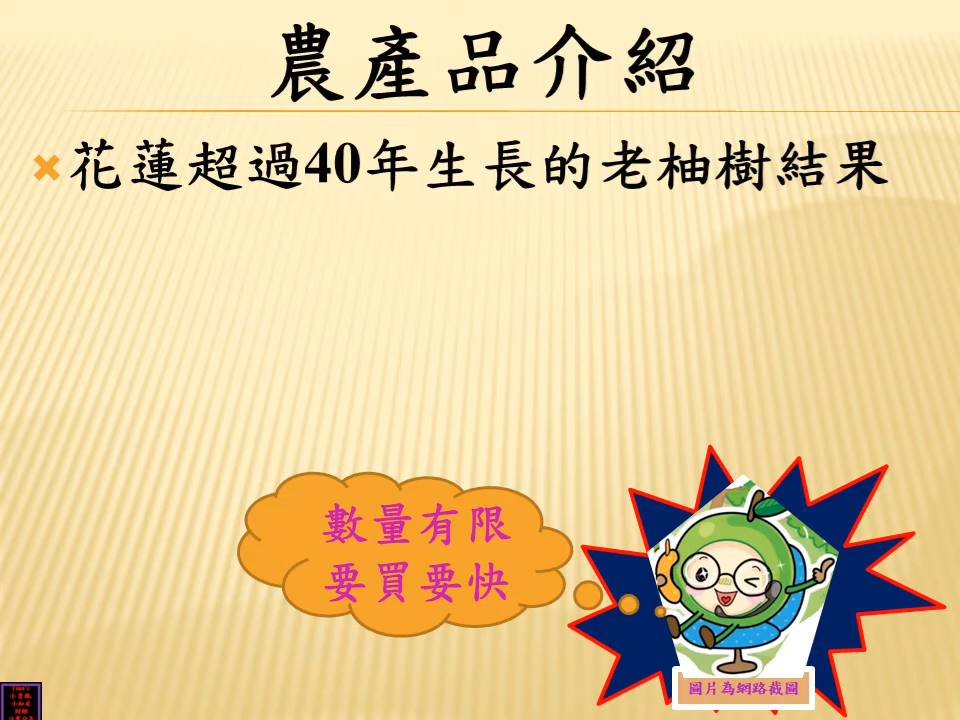 農產品介紹
花蓮超過40年生長的老柚樹結果
數量有限
要買要快
圖片為網路截圖